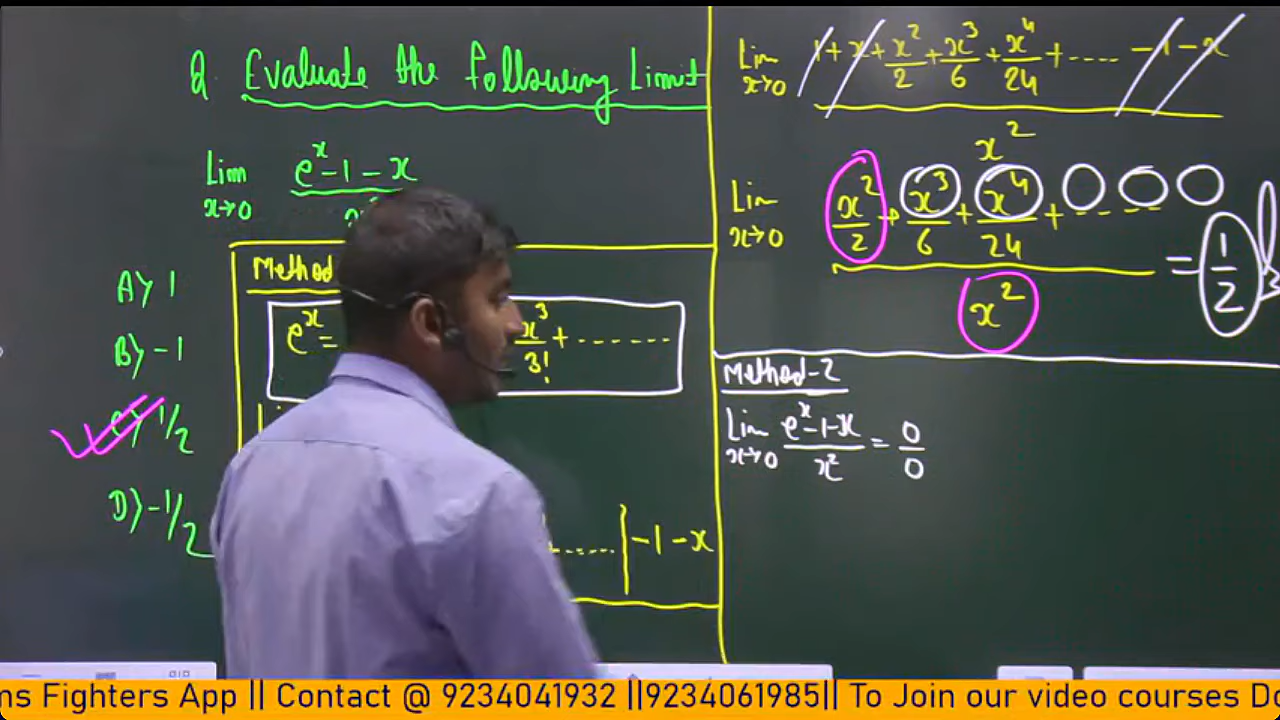 Q. Evaluate the following Limit
Lim x→0 e^x - 1 - x
A> 1
B> -1
C> 1/2
D> -1/2
Method
e^x = x^3/3! + -------
------ | -1 - x
Lim x→0 1 + x + x^2/2 + x^3/6 + x^4/24 + ..... - 1 - x
x^2
Lim x→0 x^2/2 + x^3/6 + x^4/24 + -----
x^2
= 1/2
Method-2
Lim x→0 e^x-1-x / x^2 = 0/0
ms Fighters App || Contact @ 9234041932 ||9234061985|| To Join our video courses Do